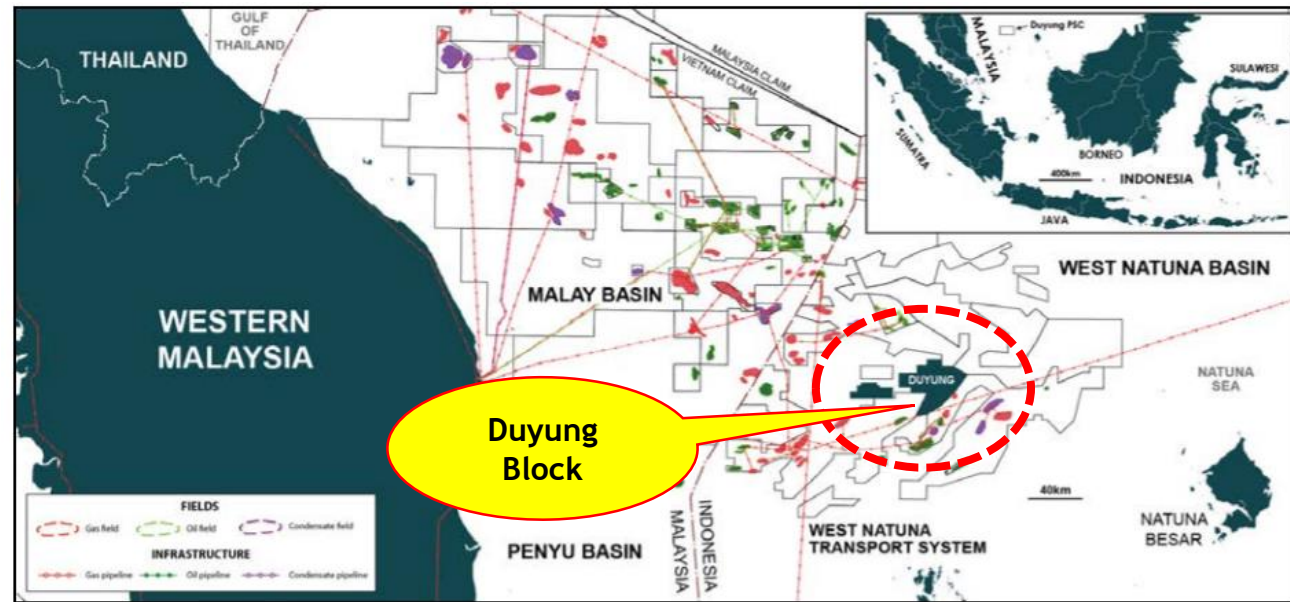 GULF
OF
THAILAND
THAILAND
MALAYSIA CLAIM
VIETNAM CLAIM
Duyung PSC
MALAYSIA
SULAWESI
SUMATRA
BORNEO
400km
INDONESIA
JAVA
WEST NATUNA BASIN
MALAY BASIN
WESTERN
MALAYSIA
DUYUNG
NATUNA
SEA
Duyung
Block
40km
INDONESIA
MALAYSIA
WEST NATUNA
TRANSPORT SYSTEM
NATUNA
BESAR
PENYU BASIN
FIELDS
Gas field
Oil field
Condensate field
INFRASTRUCTURE
Gas pipeline
Oil pipeline
Condensate pipeline